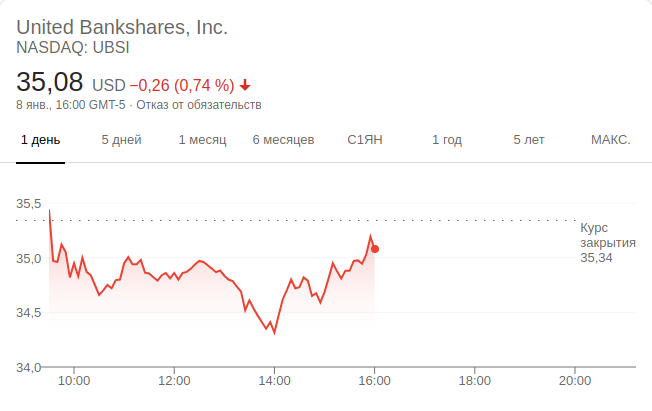 United Bankshares, Inc.
NASDAQ: UBSI
35,08 USD −0,26 (0,74 %)
8 янв., 16:00 GMT-5 · Отказ от обязательств
1 день 5 дней 1 месяц 6 месяцев С1ЯН 1 год 5 лет МАКС.
35,5
Курс
закрытия
35,34
35,0
34,5
34,0
10:00 12:00 14:00 16:00 18:00 20:00